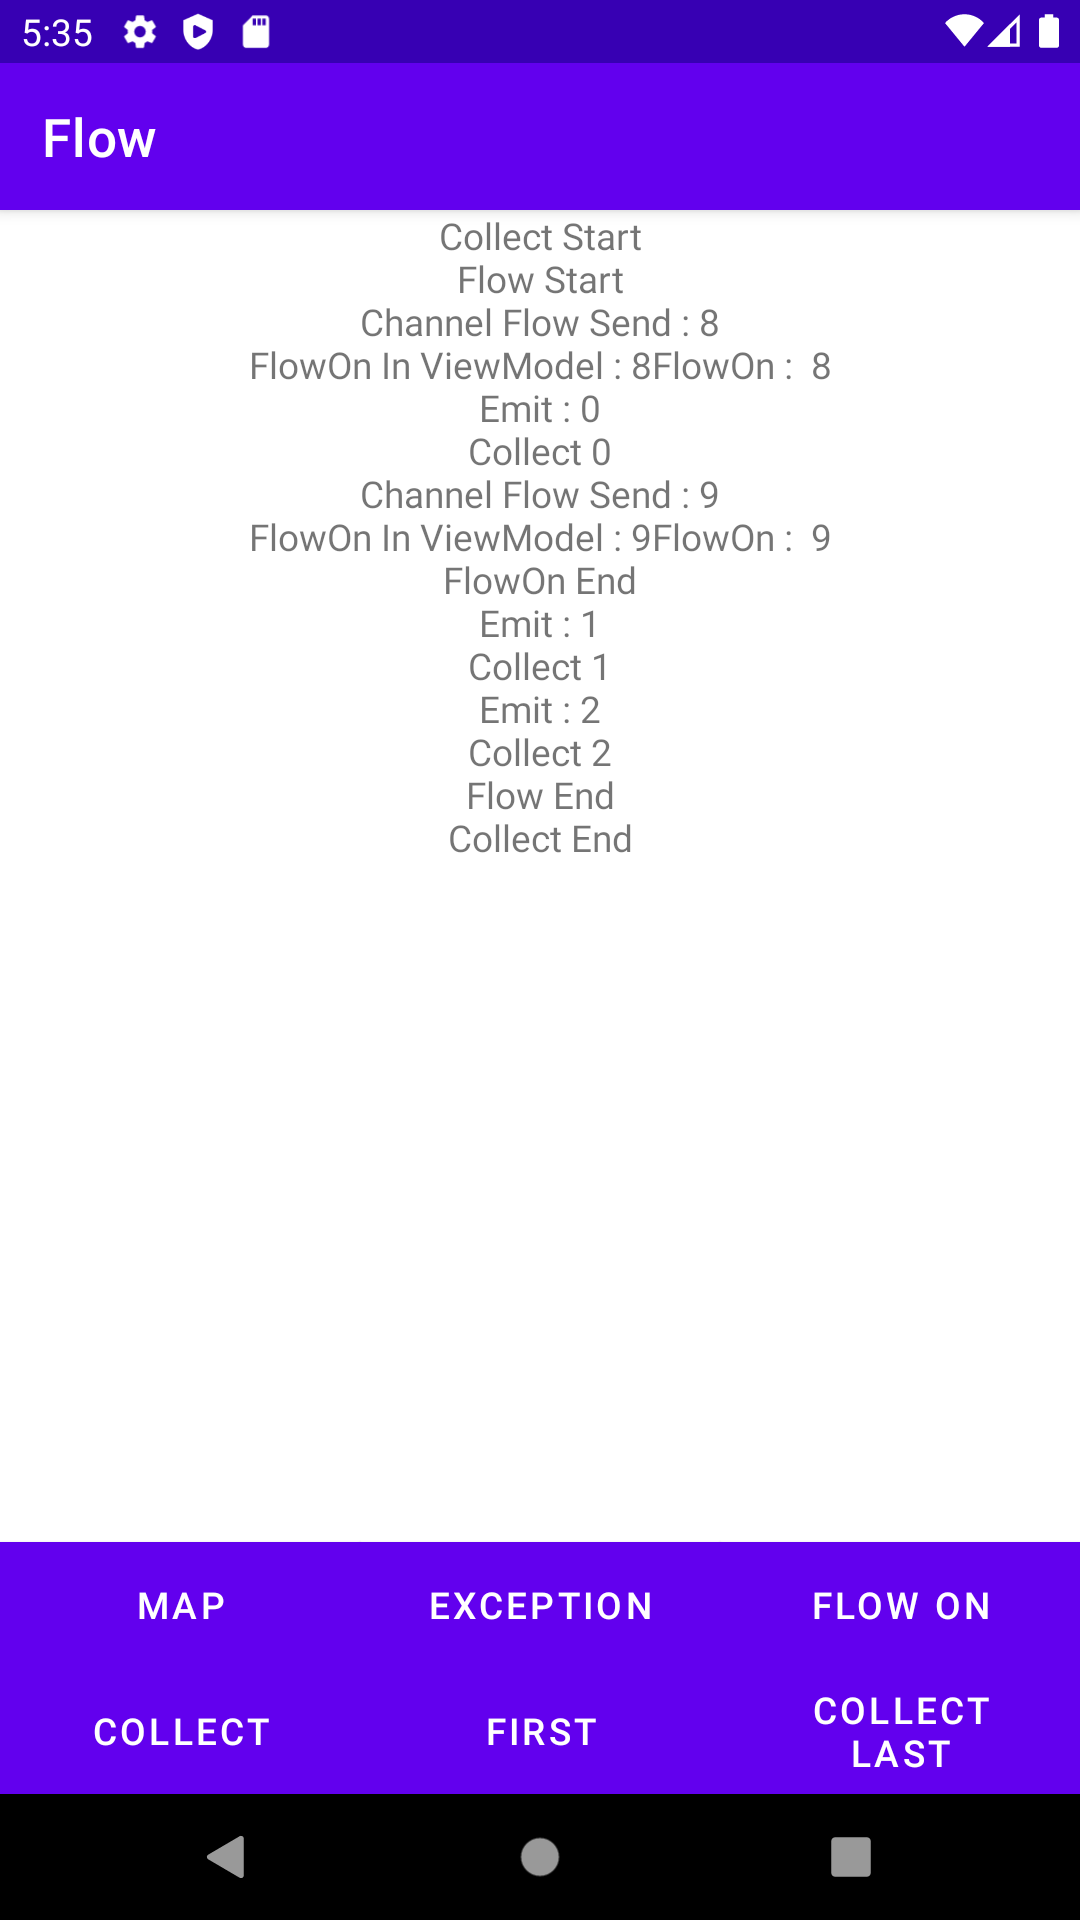 5:35
Flow
Collect Start
Flow Start
Channel Flow Send : 8
FlowOn In ViewModel : 8FlowOn :  8
Emit : 0
Collect 0
Channel Flow Send : 9
FlowOn In ViewModel : 9FlowOn :  9
FlowOn End
Emit : 1
Collect 1
Emit : 2
Collect 2
Flow End
Collect End
MAP EXCEPTION FLOW ON
COLLECT FIRST COLLECT
LAST